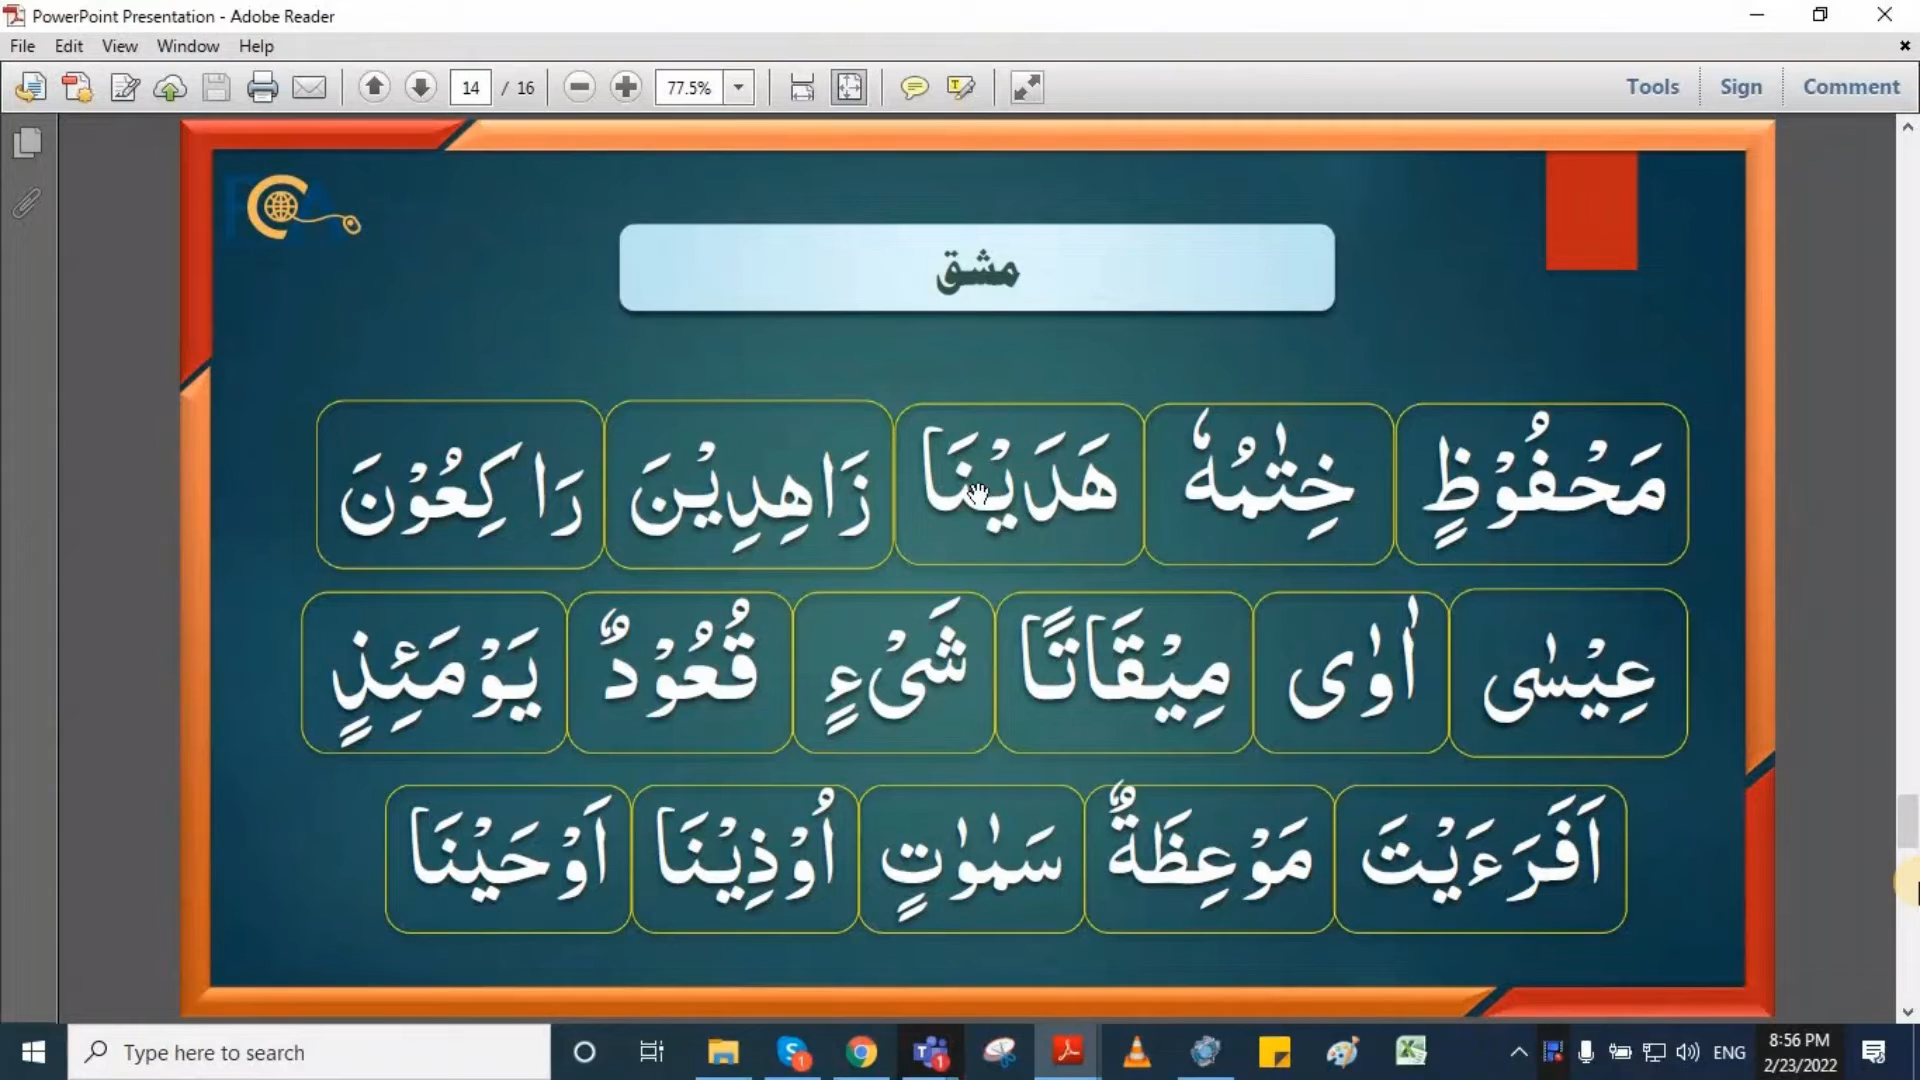 PowerPoint Presentation - Adobe Reader
File Edit View Window Help
14 / 16 77.5% Tools Sign Comment
مشق
مَحْفُوْظٍ خِتٰمُهٗ هَدَيْنَا زَاهِدِيْنَ رَاكِعُوْنَ
عِيْسٰى اٰوٰى مِيْقَاتًا شَىْءٍ قُعُوْدٌ يَوْمَئِذٍ
اَفَرَءَيْتَ مَوْعِظَةٌ سَمٰوٰتٍ اُوْذِيْنَا اَوْحَيْنَا
Type here to search ENG 8:56 PM
2/23/2022